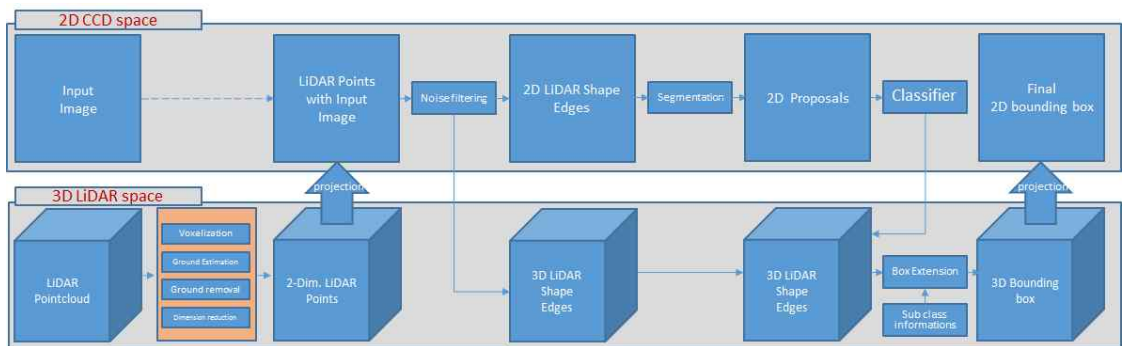 2D CCD space
Input
Image
LiDAR Points
with Input
Image
Noise filtering
2D LiDAR Shape
Edges
Segmentation
2D Proposals
Classifier
Final
2D bounding box
projection
projection
3D LiDAR space
LiDAR
Pointcloud
Voxelization
Ground Estimation
Ground removal
Dimension reduction
2-Dim. LiDAR
Points
3D LiDAR
Shape
Edges
3D LiDAR
Shape
Edges
Box Extension
Sub class
informations
3D Bounding
box